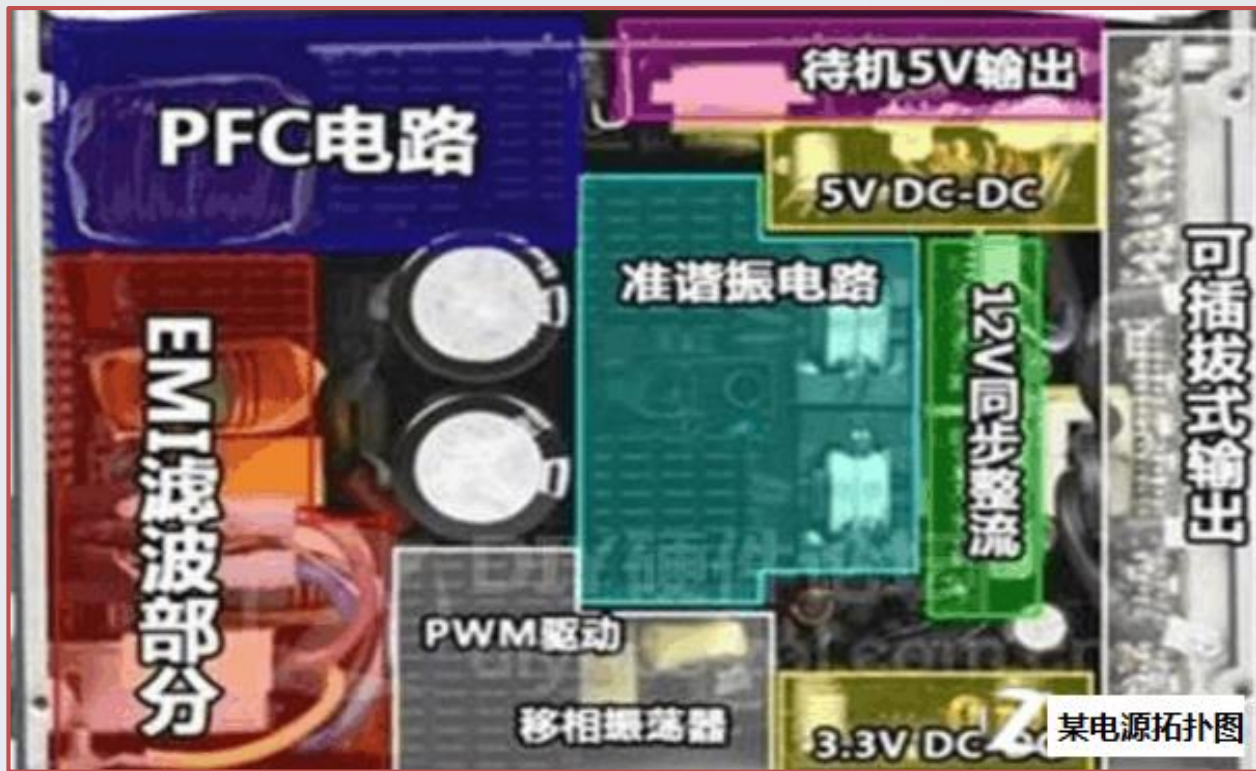 PFC电路
待机5V输出
5V DC-DC
准谐振电路
12V同步整流
可插拔式输出
EMI滤波部分
PWM驱动
移相振荡器
3.3V DC-DC
某电源拓扑图